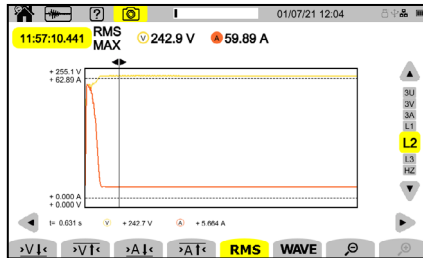 ? 01/07/21 12:04
11:57:10.441 RMS MAX V 242.9 V A 59.89 A
+ 255.1 V
+ 62.89 A
+ 0.000 A
+ 0.000 V
3U
3V
3A
L1
L2
L3
HZ
t= 0.631 s V + 242.7 V A + 5.664 A
>V↓< >V↑< >A↓< >A↑< RMS WAVE